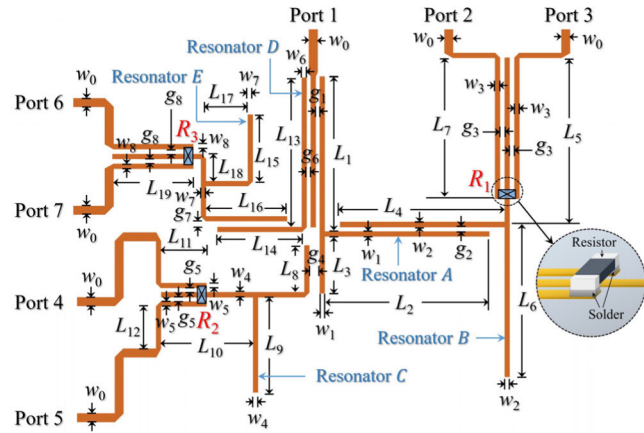 Port 1
Port 2
Port 3
Resonator D
w0
w0
w0
w6
Resonator E
w7
w0
g8
L17
g1
w3
Port 6
R3
w8
w3
L7
L5
w8
g8
L13
L1
L18
L15
g6
g3
g3
R1
L19
w7
L16
L4
Port 7
g7
w0
L11
L14
w1
w2
g2
Resistor
g4
L8
L3
Resonator A
g5
w4
w0
L2
Solder
Port 4
w5
w5
L6
L12
g5
R2
w1
L10
L9
Resonator B
w0
Resonator C
Port 5
w4
w2